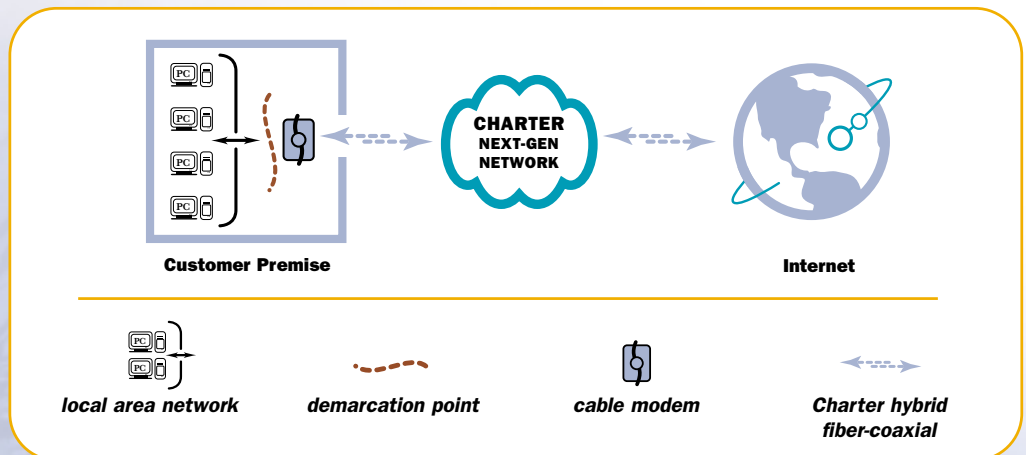 PC
PC
PC
PC
CHARTER
NEXT-GEN
NETWORK
Customer Premise
Internet
PC
PC
local area network
demarcation point
cable modem
Charter hybrid
fiber-coaxial